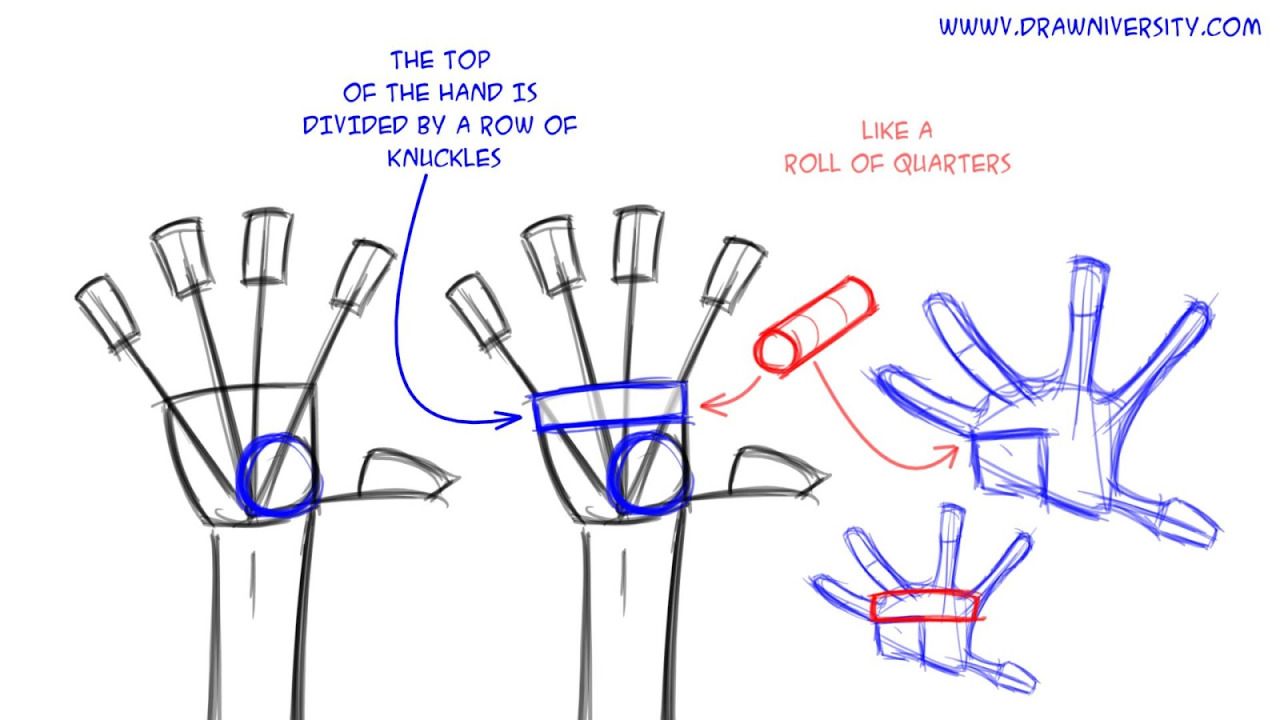 WWWV.DRAWNIVERSITY.COM
THE TOP
OF THE HAND IS
DIVIDED BY A ROW OF
KNUCKLES
LIKE A
ROLL OF QUARTERS